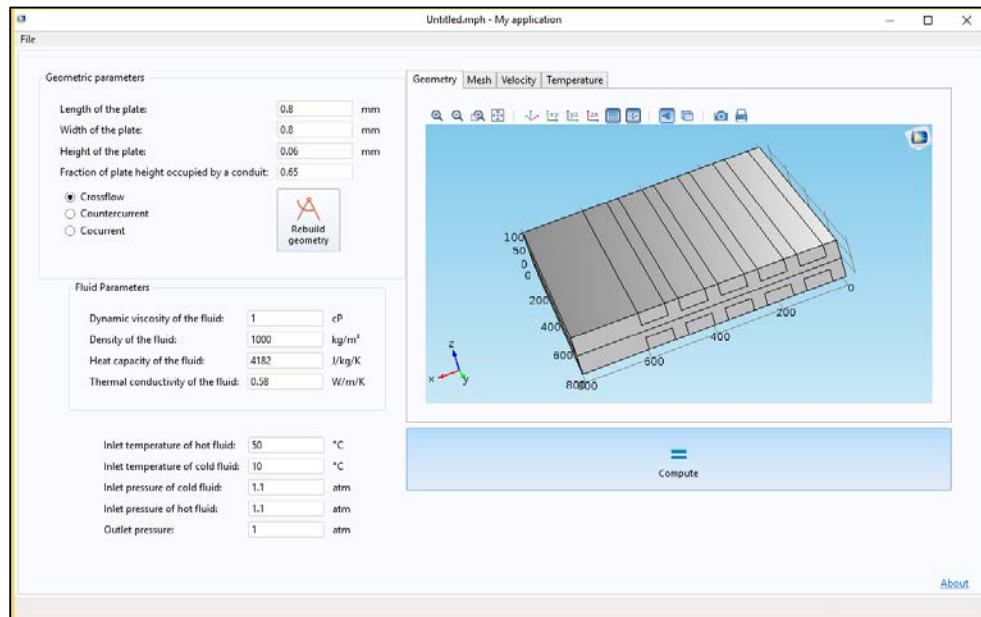 Untitled.mph - My application
File
Geometric parameters
Length of the plate: 0.8 mm
Width of the plate: 0.8 mm
Height of the plate: 0.06 mm
Fraction of plate height occupied by a conduit: 0.65
Crossflow
Countercurrent
Cocurrent
Rebuild
geometry
Fluid Parameters
Dynamic viscosity of the fluid: 1 cP
Density of the fluid: 1000 kg/m³
Heat capacity of the fluid: 4182 J/kg/K
Thermal conductivity of the fluid: 0.58 W/m/K
Inlet temperature of hot fluid: 50 °C
Inlet temperature of cold fluid: 10 °C
Inlet pressure of cold fluid: 1.1 atm
Inlet pressure of hot fluid: 1.1 atm
Outlet pressure: 1 atm
Geometry Mesh Velocity Temperature
xy yz zx
100
50
0
0
200
400
600
800
800
600
400
200
0
z
x
y
=
Compute
About